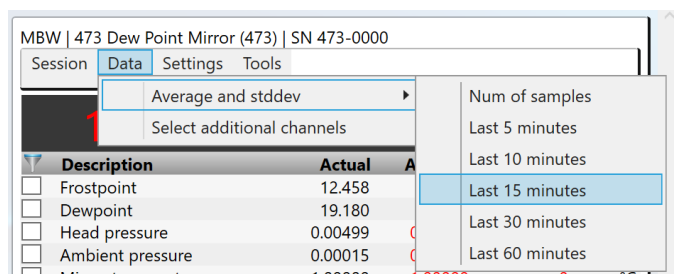 MBW | 473 Dew Point Mirror (473) | SN 473-0000
Session Data Settings Tools
Average and stddev
Select additional channels
Num of samples
Last 5 minutes
Last 10 minutes
Last 15 minutes
Last 30 minutes
Last 60 minutes
Description Actual
Frostpoint 12.458
Dewpoint 19.180
Head pressure 0.00499
Ambient pressure 0.00015